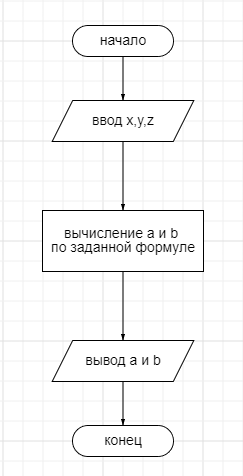 начало
ввод x,y,z
вычисление a и b
по заданной формуле
вывод a и b
конец